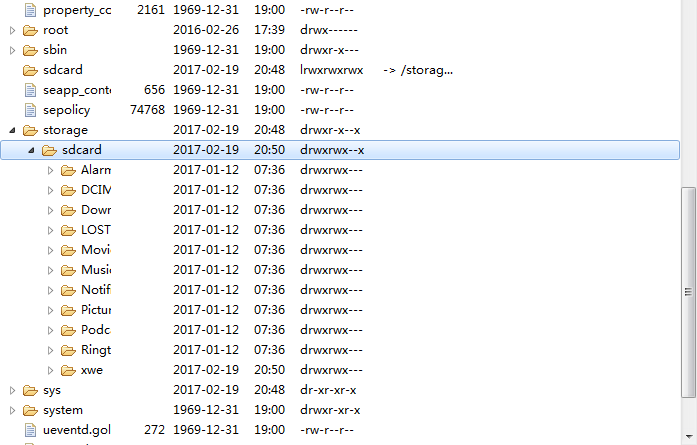 property_cc 2161 1969-12-31 19:00 -rw-r--r--
root 2016-02-26 17:39 drwx------
sbin 1969-12-31 19:00 drwxr-x---
sdcard 2017-02-19 20:48 lrwxrwxrwx -> /storag...
seapp_conte 656 1969-12-31 19:00 -rw-r--r--
sepolicy 74768 1969-12-31 19:00 -rw-r--r--
storage 2017-02-19 20:48 drwxr-x--x
sdcard 2017-02-19 20:50 drwxrwx--x
Alarm 2017-01-12 07:36 drwxrwx---
DCIM 2017-01-12 07:36 drwxrwx---
Down 2017-01-12 07:36 drwxrwx---
LOST 2017-01-12 07:36 drwxrwx---
Movi 2017-01-12 07:36 drwxrwx---
Musi 2017-01-12 07:36 drwxrwx---
Notif 2017-01-12 07:36 drwxrwx---
Pictur 2017-01-12 07:36 drwxrwx---
Podc 2017-01-12 07:36 drwxrwx---
Ringt 2017-01-12 07:36 drwxrwx---
xwe 2017-02-19 20:50 drwxrwx---
sys 2017-02-19 20:48 dr-xr-xr-x
system 1969-12-31 19:00 drwxr-xr-x
ueventd.gol 272 1969-12-31 19:00 -rw-r--r--